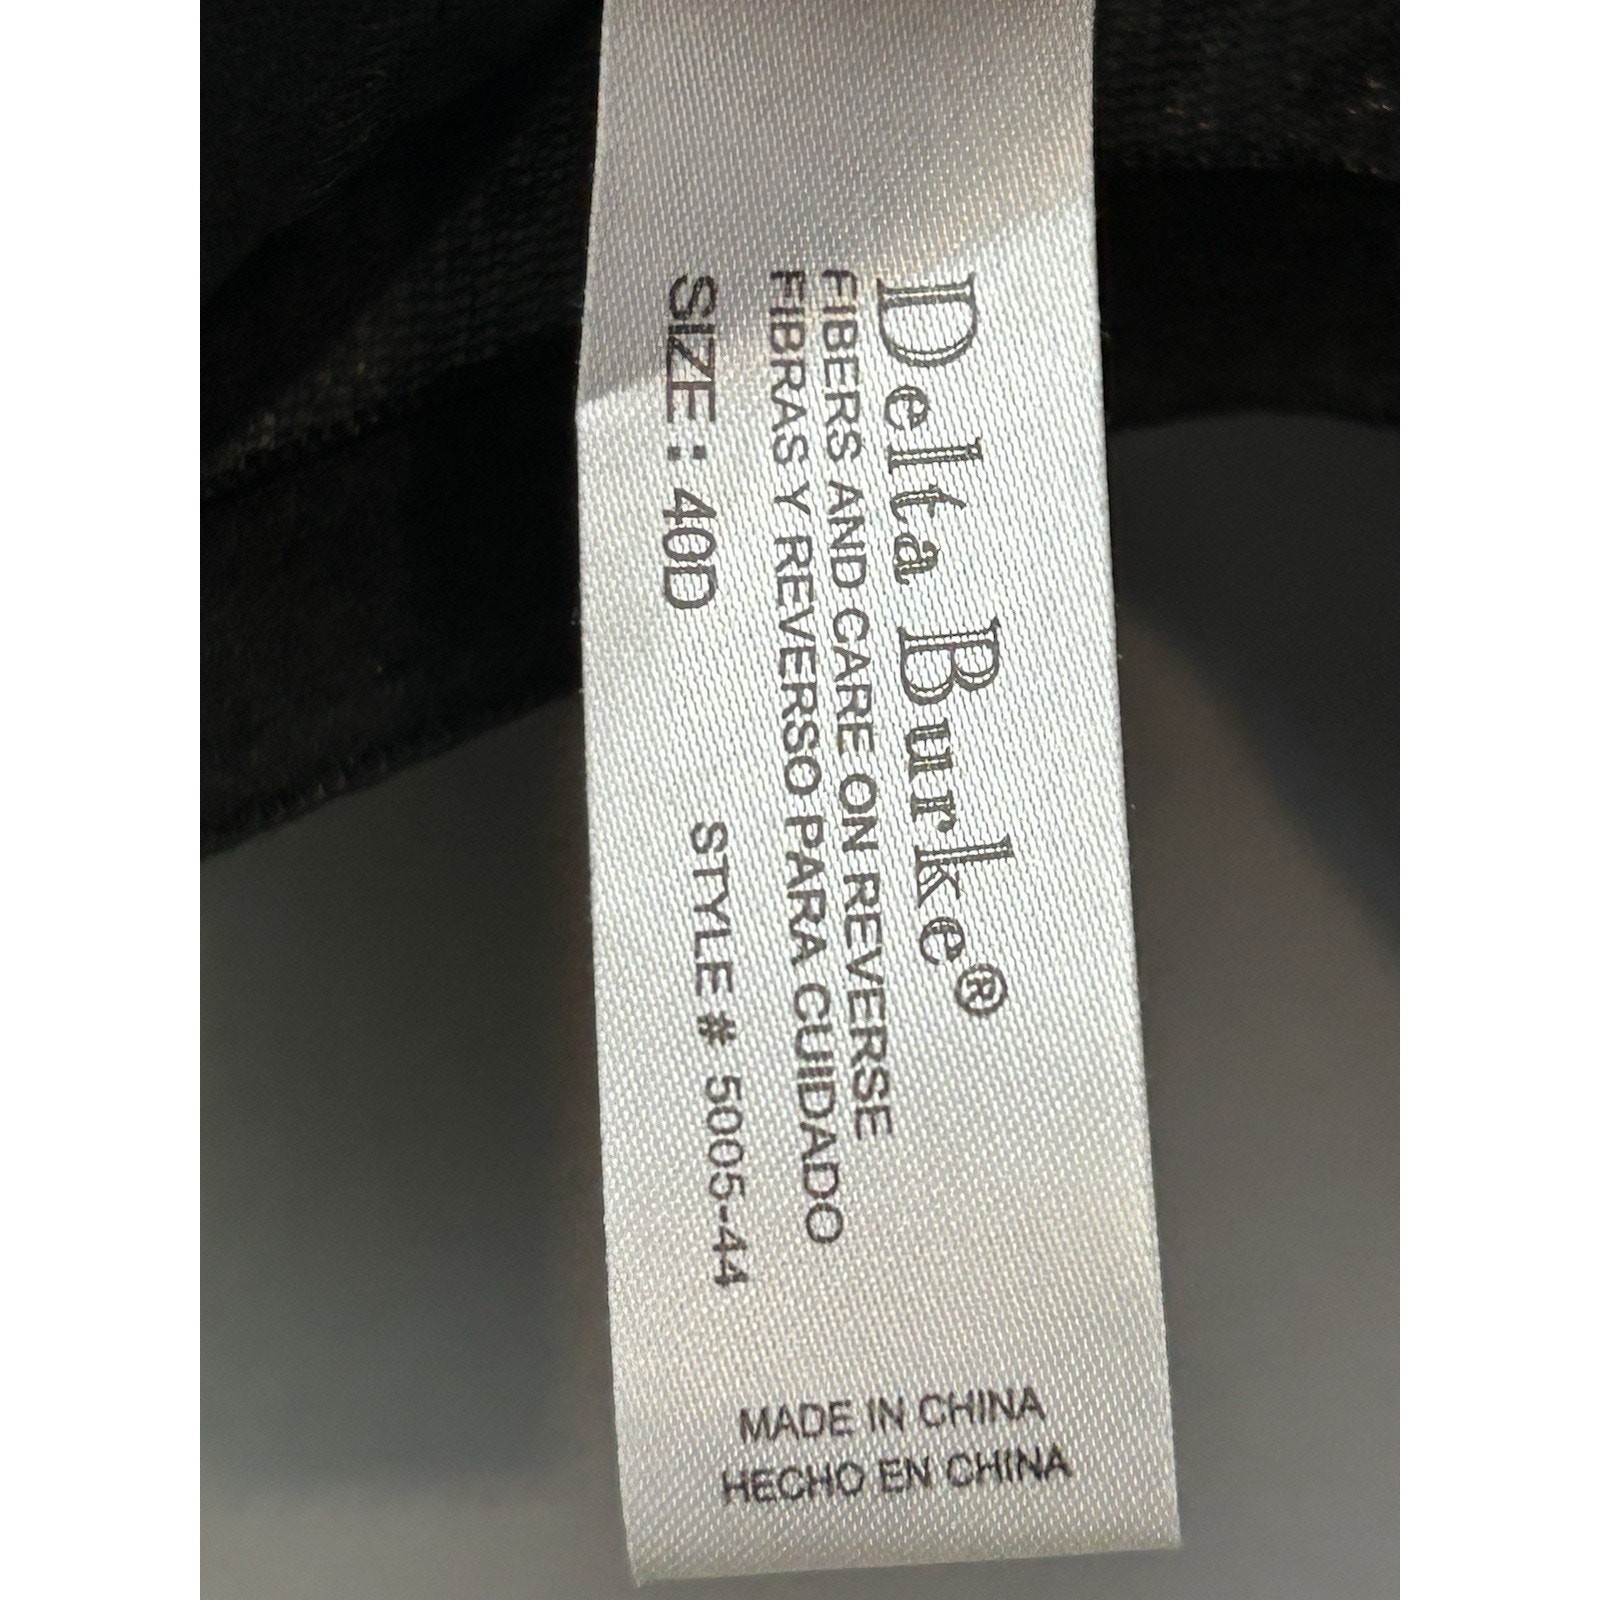 Delta Burke®
FIBERS AND CARE ON REVERSE
FIBRAS Y REVERSO PARA CUIDADO
SIZE: 40D
STYLE # 5005-44
MADE IN CHINA
HECHO EN CHINA